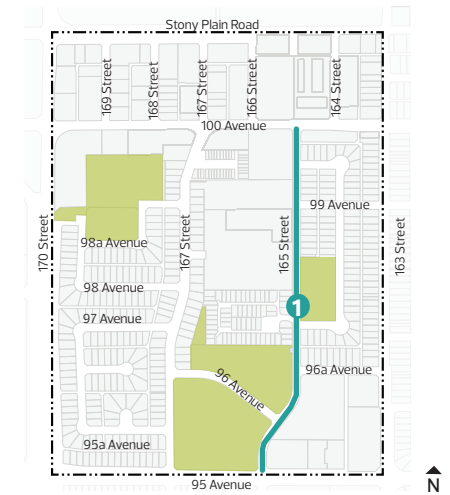 Stony Plain Road
169 Street
168 Street
167 Street
166 Street
164 Street
100 Avenue
99 Avenue
170 Street
98a Avenue
167 Street
165 Street
163 Street
98 Avenue
1
97 Avenue
96a Avenue
96 Avenue
95a Avenue
95 Avenue
N